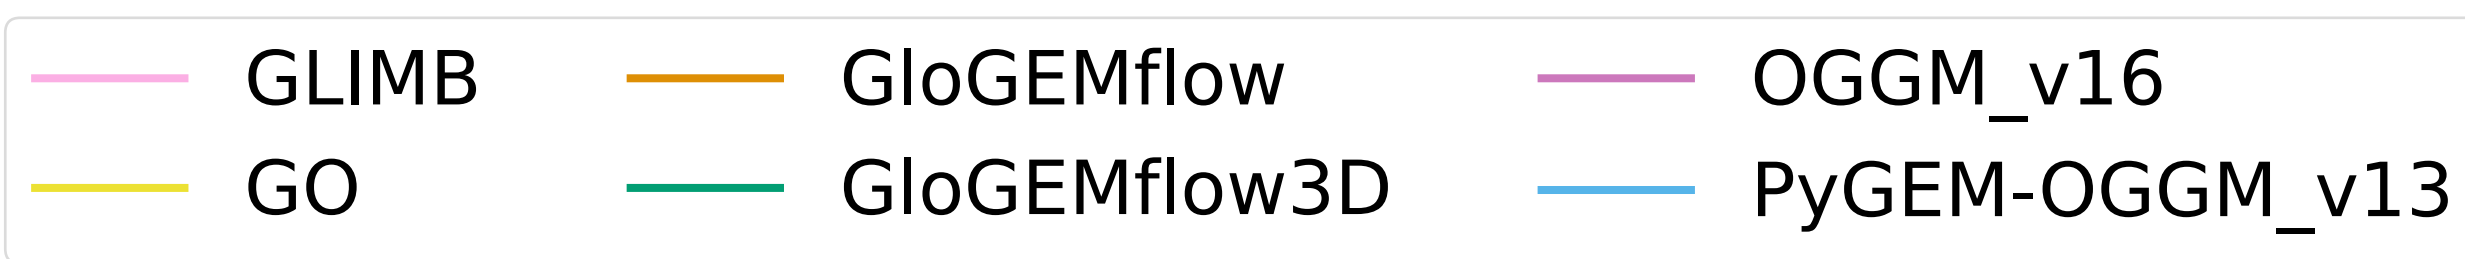 GLIMB GloGEMflow OGGM_v16
GO GloGEMflow3D PyGEM-OGGM_v13